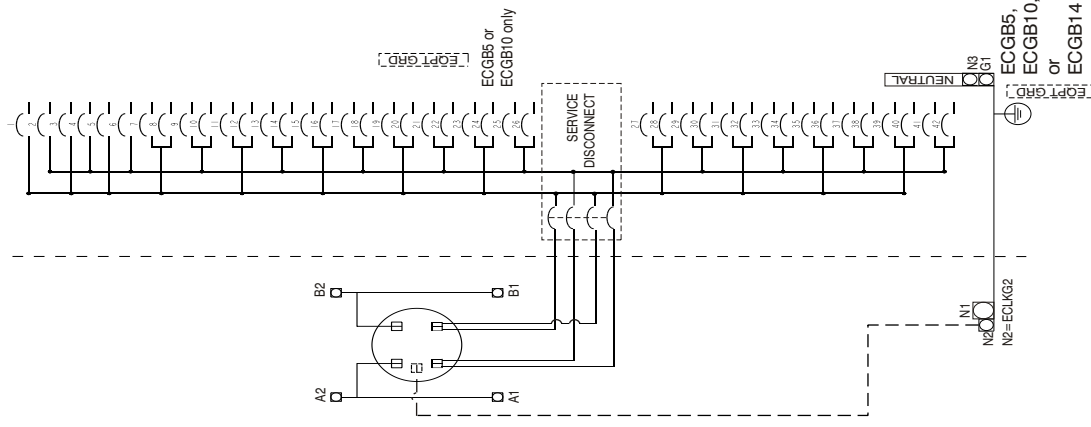 1
2
3
4
5
6
7
8
9
10
11
12
13
14
15
16
17
18
19
20
21
22
23
24
25
26
27
28
29
30
31
32
33
34
35
36
37
38
39
40
41
42
EQPT GRD
ECGB5 or
ECGB10 only
SERVICE
DISCONNECT
B2
B1
A2
A1
NEUTRAL
N3
G1
ECGB5,
ECGB10,
or
ECGB14
EQPT GRD
N1
N2
N2=ECLKG2